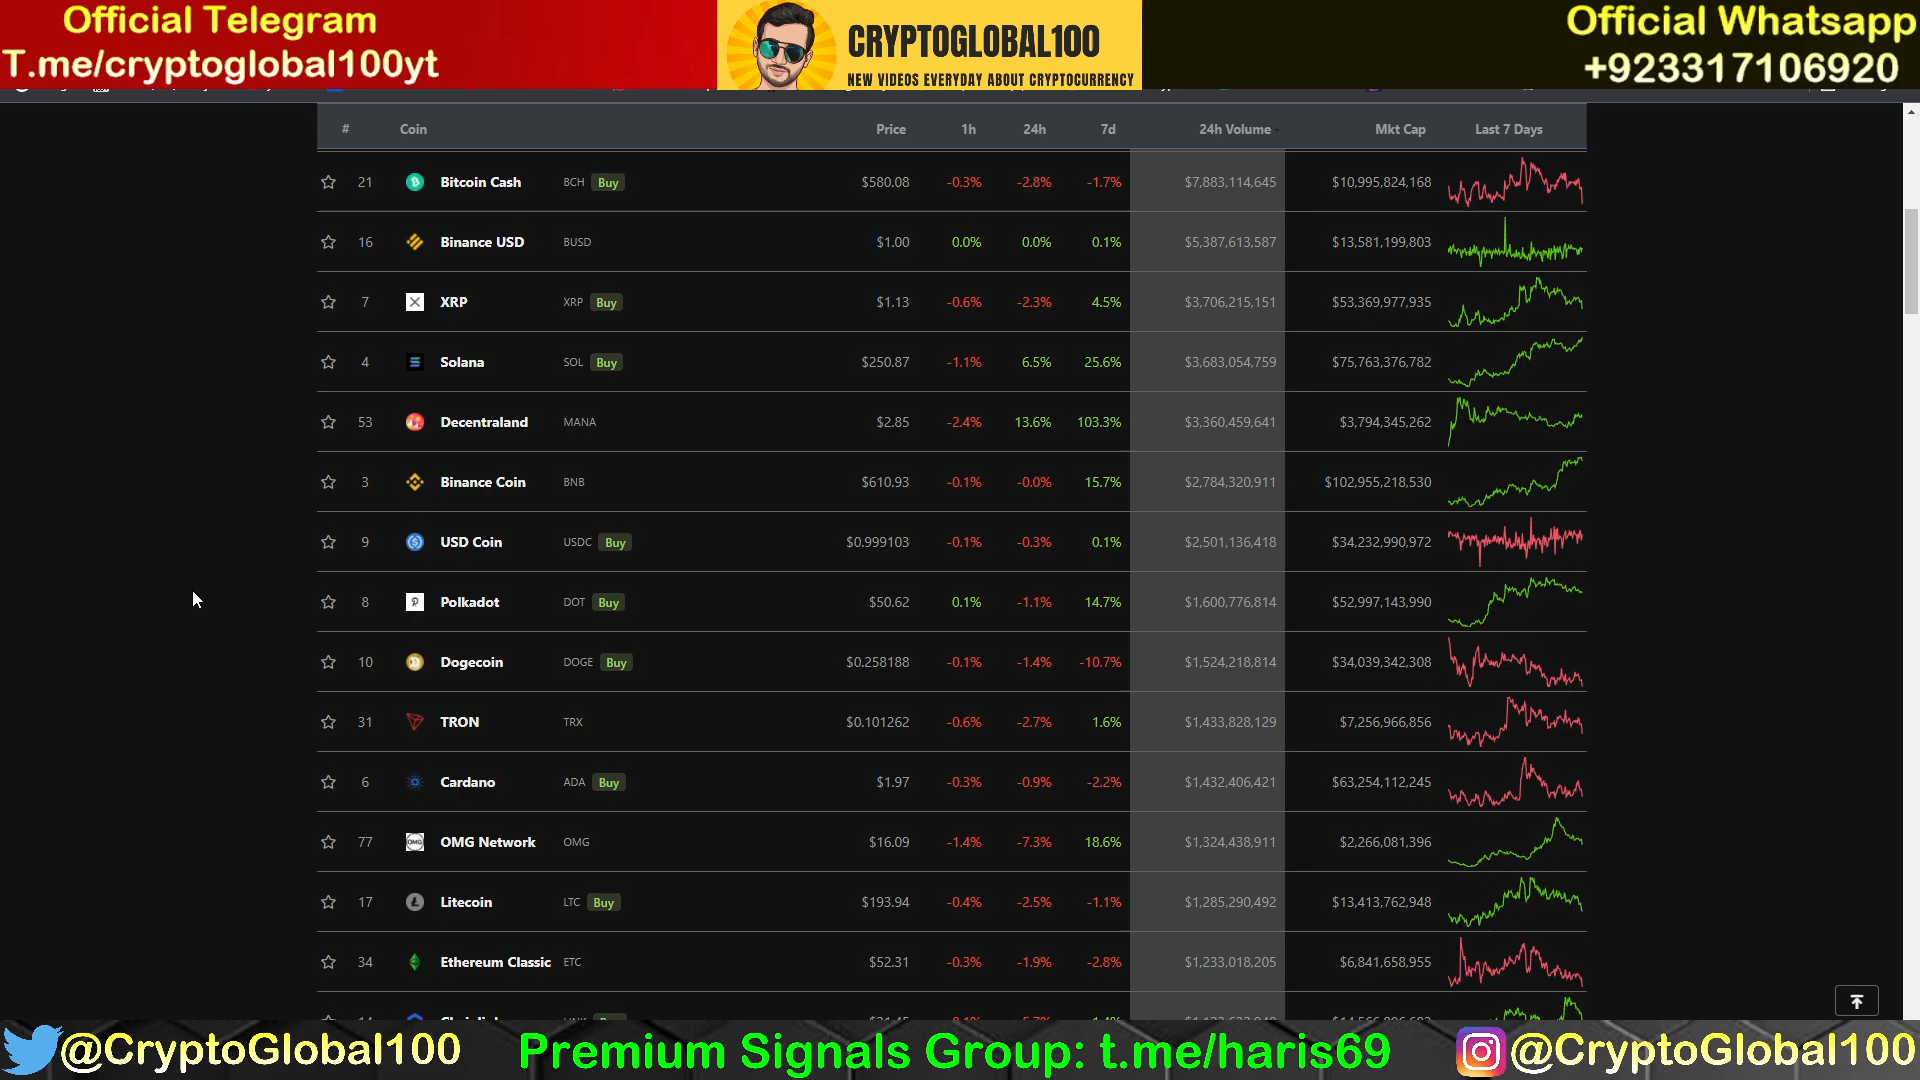 Official Telegram
T.me/cryptoglobal100yt
CRYPTOGLOBAL100
NEW VIDEOS EVERYDAY ABOUT CRYPTOCURRENCY
Official Whatsapp
+923317106920
# Coin Price 1h 24h 7d 24h Volume Mkt Cap Last 7 Days
21 Bitcoin Cash BCH Buy $580.08 -0.3% -2.8% -1.7% $7,883,114,645 $10,995,824,168
16 Binance USD BUSD $1.00 0.0% 0.0% 0.1% $5,387,613,587 $13,581,199,803
7 XRP XRP Buy $1.13 -0.6% -2.3% 4.5% $3,706,215,151 $53,369,977,935
4 Solana SOL Buy $250.87 -1.1% 6.5% 25.6% $3,683,054,759 $75,763,376,782
53 Decentraland MANA $2.85 -2.4% 13.6% 103.3% $3,360,459,641 $3,794,345,262
3 Binance Coin BNB $610.93 -0.1% -0.0% 15.7% $2,784,320,911 $102,955,218,530
9 USD Coin USDC Buy $0.999103 -0.1% -0.3% 0.1% $2,501,136,418 $34,232,990,972
8 Polkadot DOT Buy $50.62 0.1% -1.1% 14.7% $1,600,776,814 $52,997,143,990
10 Dogecoin DOGE Buy $0.258188 -0.1% -1.4% -10.7% $1,524,218,814 $34,039,342,308
31 TRON TRX $0.101262 -0.6% -2.7% 1.6% $1,433,828,129 $7,256,966,856
6 Cardano ADA Buy $1.97 -0.3% -0.9% -2.2% $1,432,406,421 $63,254,112,245
77 OMG Network OMG $16.09 -1.4% -7.3% 18.6% $1,324,438,911 $2,266,081,396
17 Litecoin LTC Buy $193.94 -0.4% -2.5% -1.1% $1,285,290,492 $13,413,762,948
34 Ethereum Classic ETC $52.31 -0.3% -1.9% -2.8% $1,233,018,205 $6,841,658,955
@CryptoGlobal100
Premium Signals Group: t.me/haris69
@CryptoGlobal100